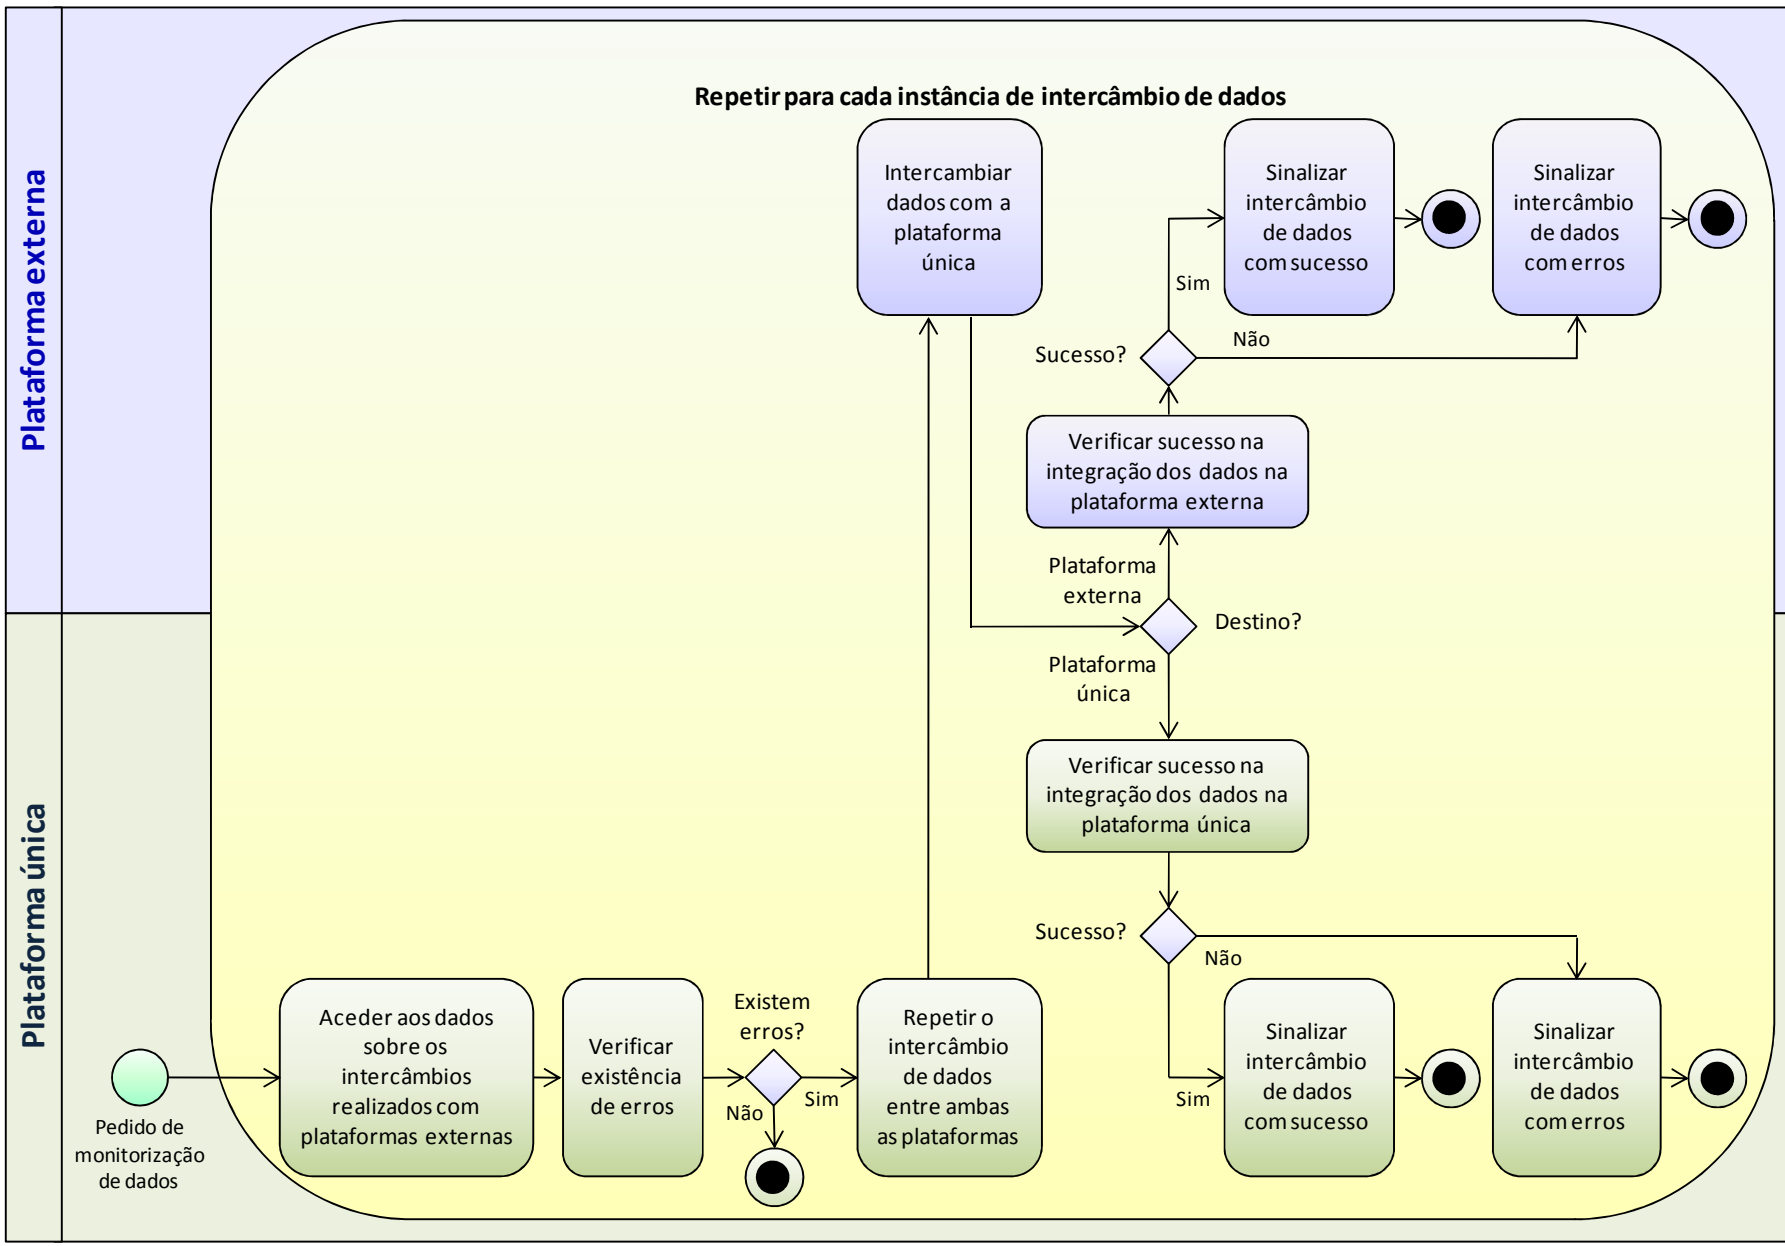 Plataforma externa
Repetir para cada instância de intercâmbio de dados
Intercambiar
dados com a
plataforma
única
Sinalizar
intercâmbio
de dados
com sucesso
Sinalizar
intercâmbio
de dados
com erros
Sim
Sucesso?
Não
Verificar sucesso na
integração dos dados na
plataforma externa
Plataforma
externa
Destino?
Plataforma
única
Plataforma única
Verificar sucesso na
integração dos dados na
plataforma única
Sucesso?
Não
Sim
Pedido de
monitorização
de dados
Aceder aos dados
sobre os
intercâmbios
realizados com
plataformas externas
Verificar
existência
de erros
Existem
erros?
Não
Sim
Repetir o
intercâmbio
de dados
entre ambas
as plataformas
Sinalizar
intercâmbio
de dados
com sucesso
Sinalizar
intercâmbio
de dados
com erros